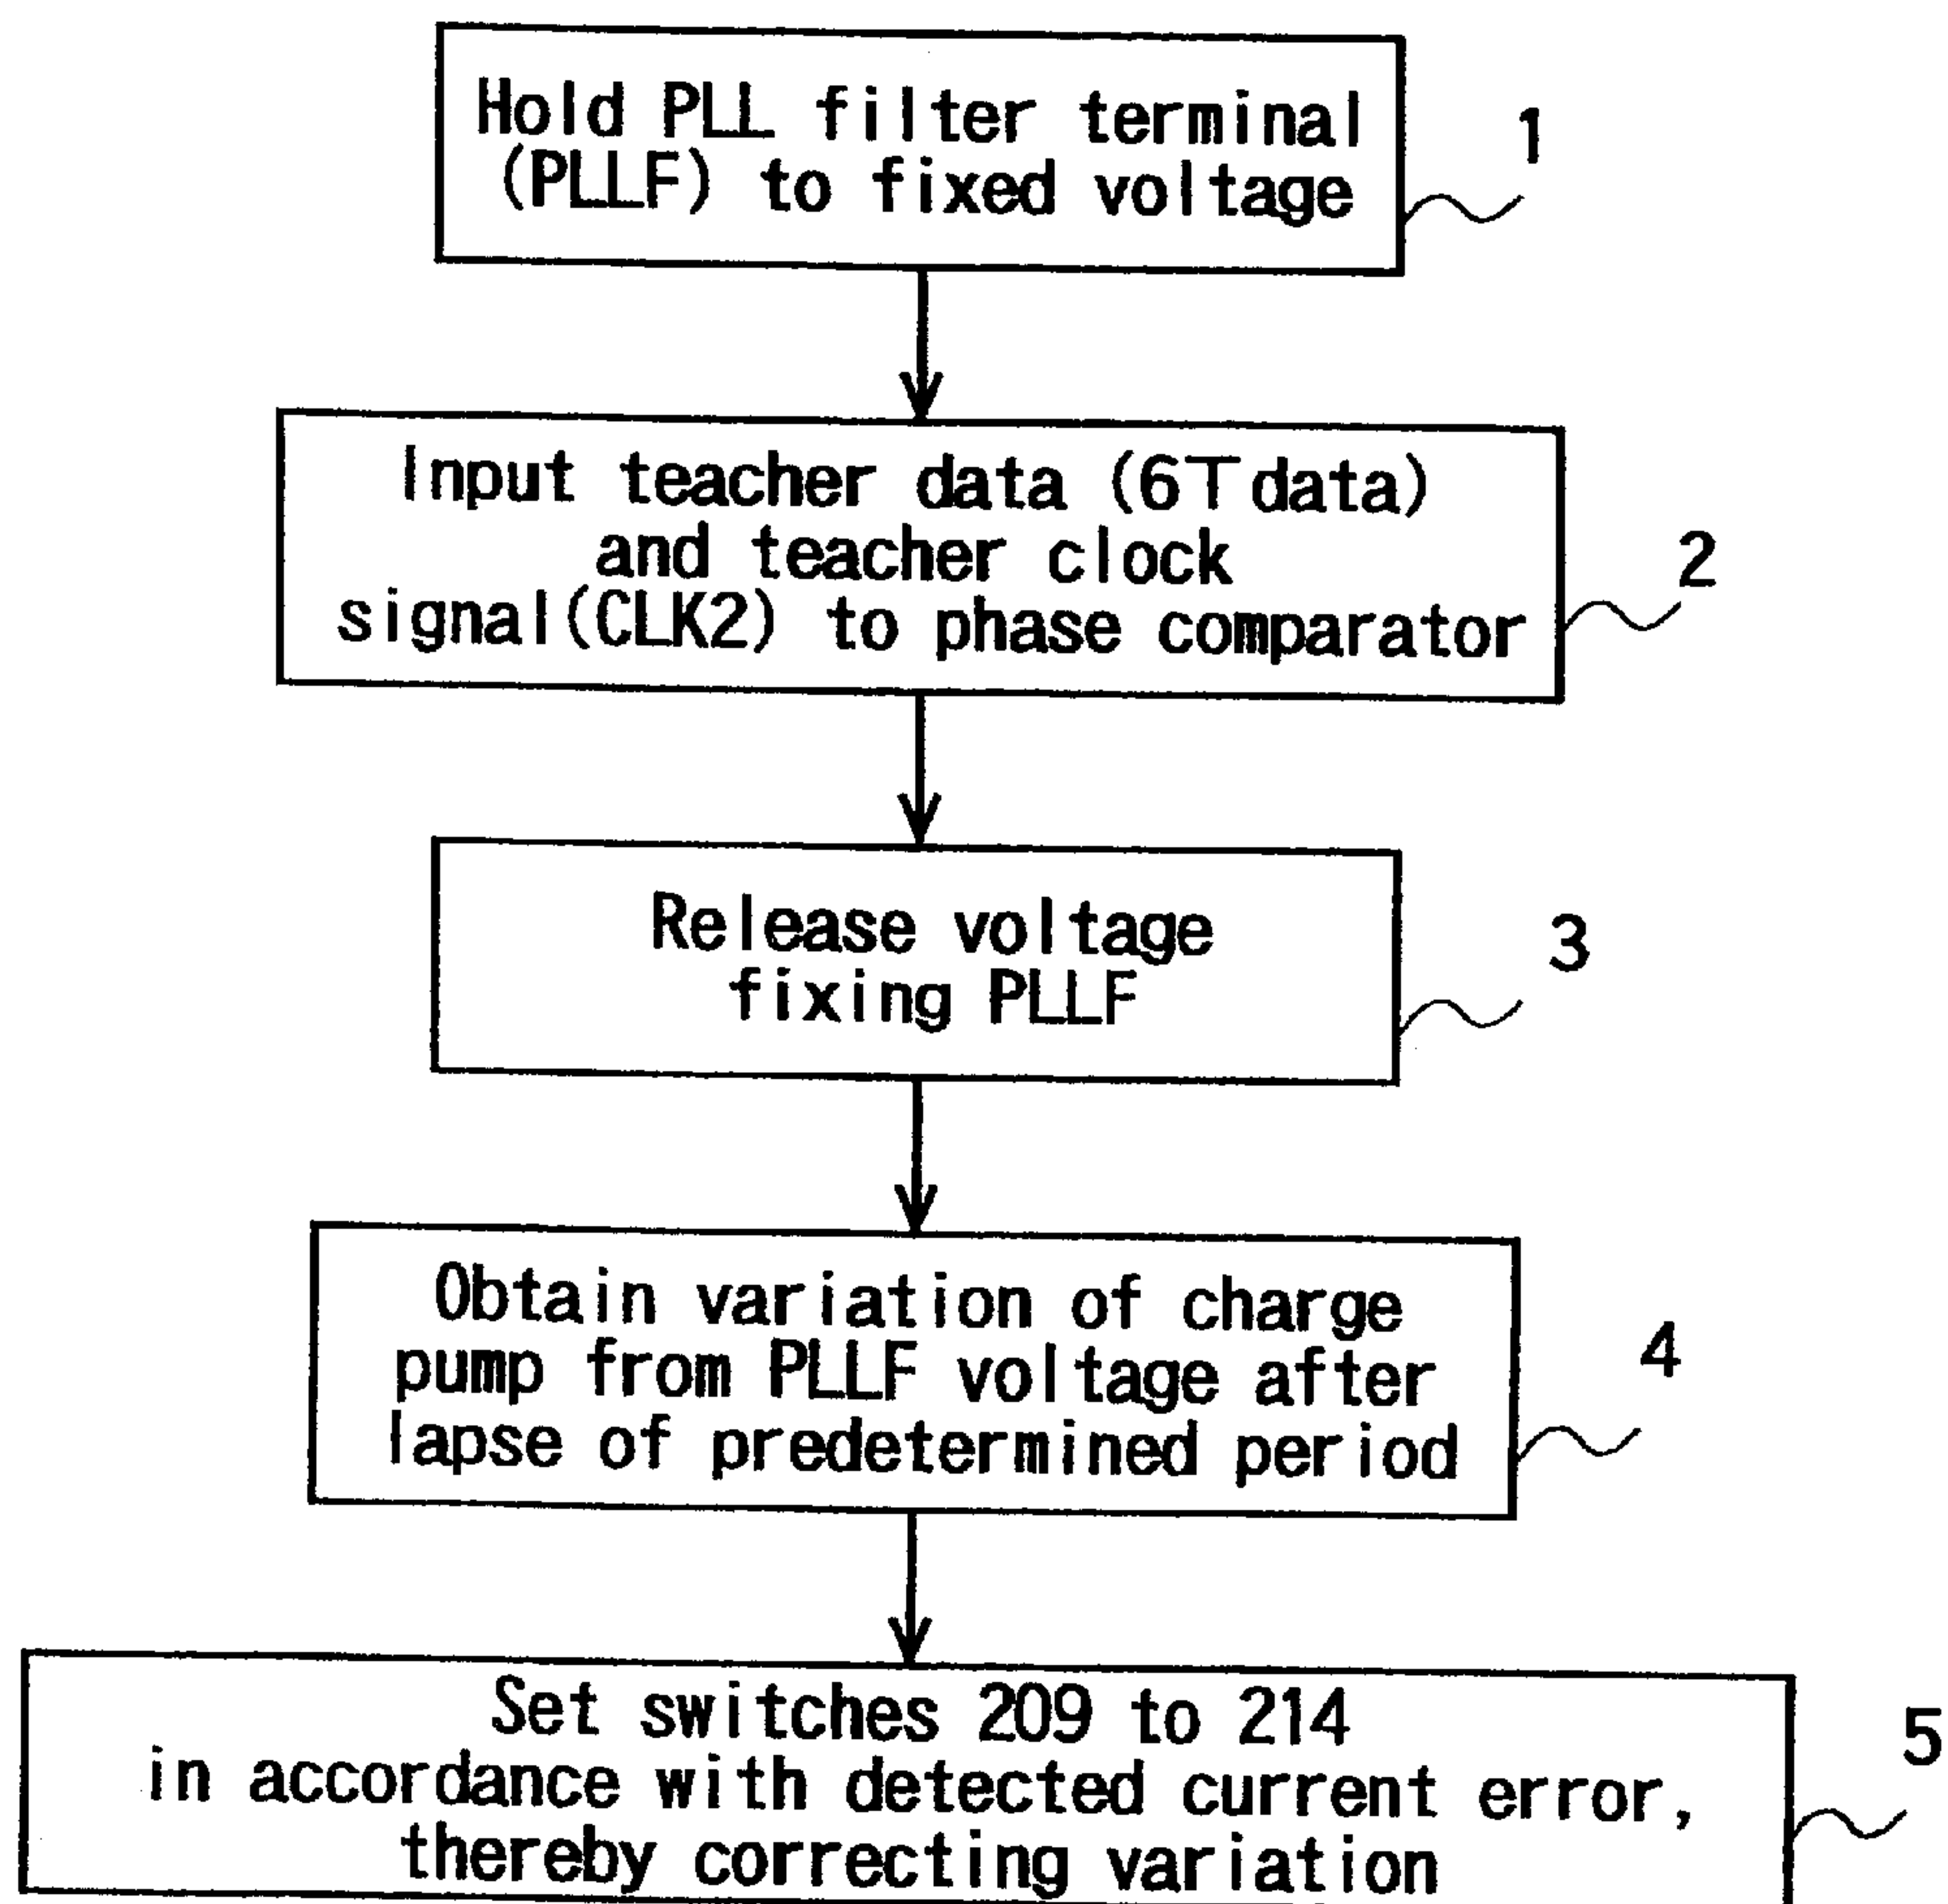 Hold PLL filter terminal
(PLLF) to fixed voltage
1
Input teacher data (6T data)
and teacher clock
signal(CLK2) to phase comparator
2
Release voltage
fixing PLLF
3
Obtain variation of charge
pump from PLLF voltage after
lapse of predetermined period
4
Set switches 209 to 214
in accordance with detected current error,
thereby correcting variation
5